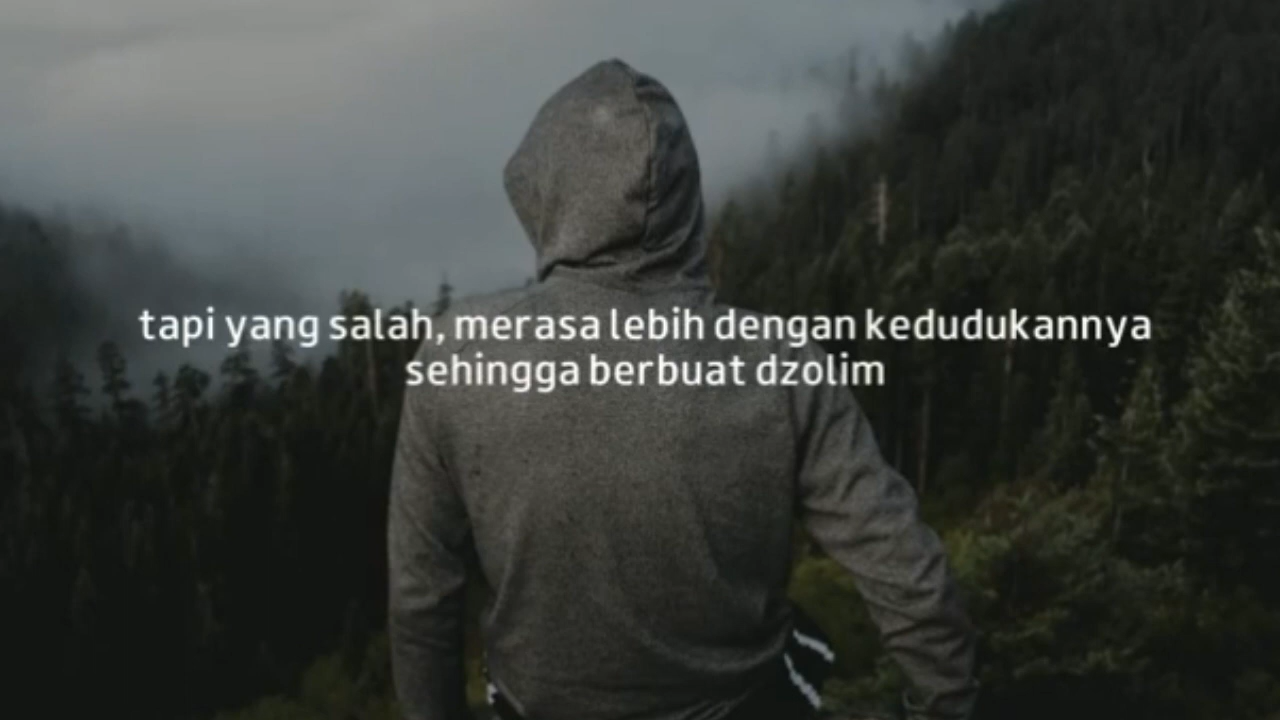 tapi yang salah, merasa lebih dengan kedudukannya
sehingga berbuat dzolim